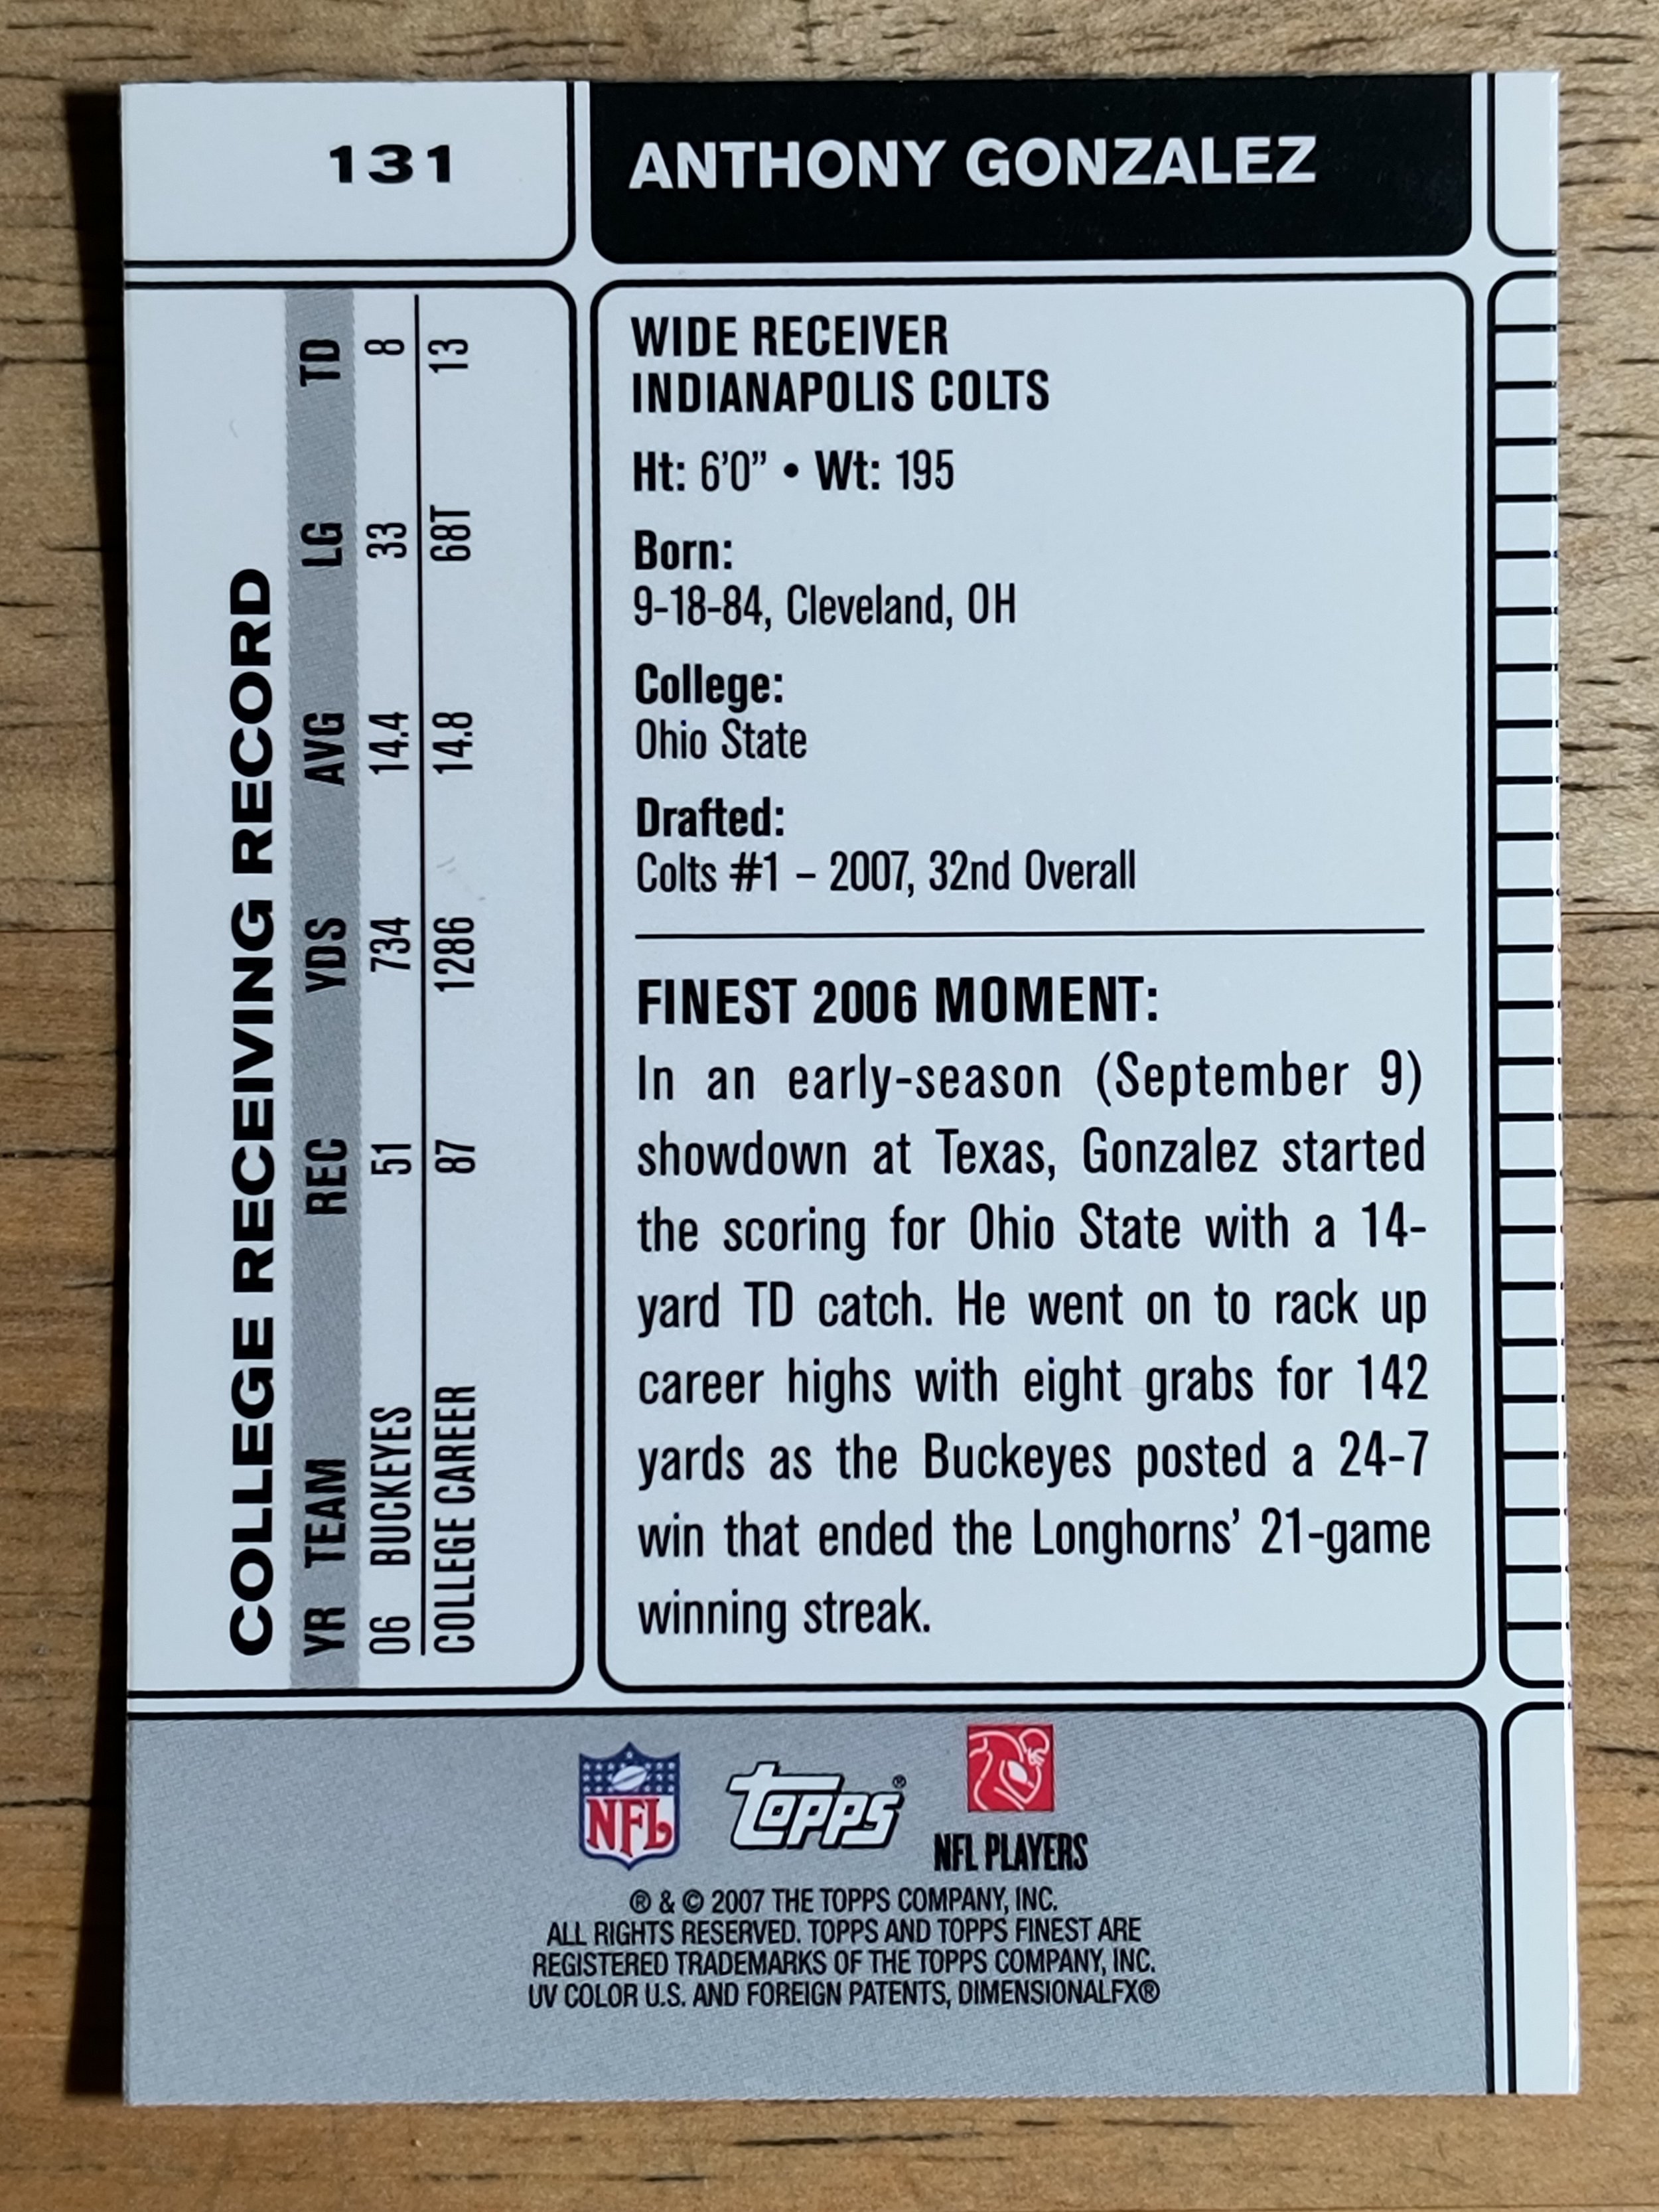 131
ANTHONY GONZALEZ
COLLEGE RECEIVING RECORD
YR TEAM REC YDS AVG LG TD
06 BUCKEYES 51 734 14.4 33 8
COLLEGE CAREER 87 1286 14.8 68T 13
WIDE RECEIVER
INDIANAPOLIS COLTS
Ht: 6'0" • Wt: 195
Born:
9-18-84, Cleveland, OH
College:
Ohio State
Drafted:
Colts #1 – 2007, 32nd Overall
FINEST 2006 MOMENT:
In an early-season (September 9)
showdown at Texas, Gonzalez started
the scoring for Ohio State with a 14-
yard TD catch. He went on to rack up
career highs with eight grabs for 142
yards as the Buckeyes posted a 24-7
win that ended the Longhorns' 21-game
winning streak.
NFL
Topps®
NFL PLAYERS
® & © 2007 THE TOPPS COMPANY, INC.
ALL RIGHTS RESERVED. TOPPS AND TOPPS FINEST ARE
REGISTERED TRADEMARKS OF THE TOPPS COMPANY, INC.
UV COLOR U.S. AND FOREIGN PATENTS, DIMENSIONALFX®